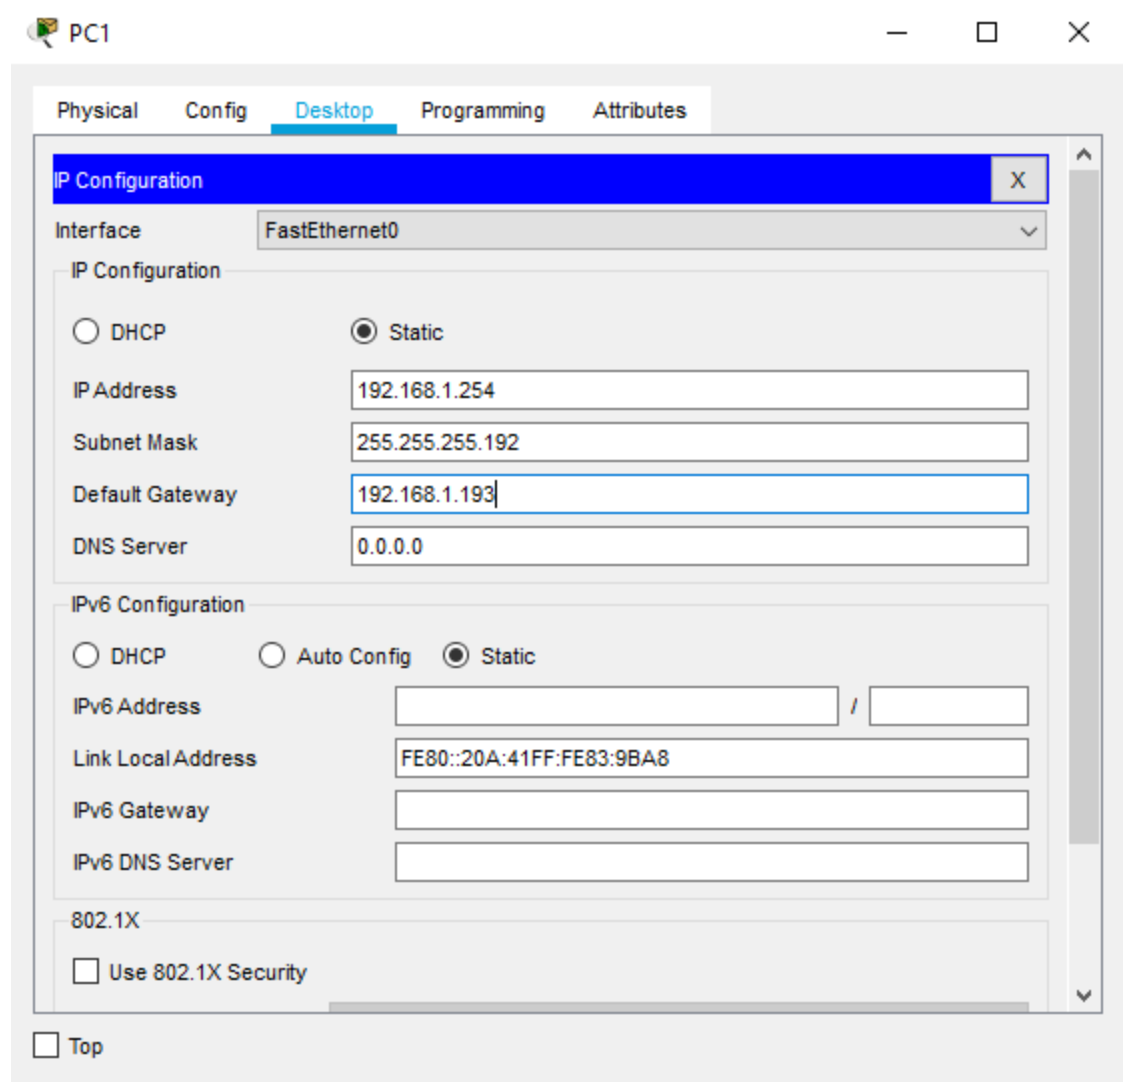 PC1
Physical Config Desktop Programming Attributes
IP Configuration X
Interface FastEthernet0
IP Configuration
DHCP Static
IP Address 192.168.1.254
Subnet Mask 255.255.255.192
Default Gateway 192.168.1.193
DNS Server 0.0.0.0
IPv6 Configuration
DHCP Auto Config Static
IPv6 Address /
Link Local Address FE80::20A:41FF:FE83:9BA8
IPv6 Gateway
IPv6 DNS Server
802.1X
Use 802.1X Security
Top